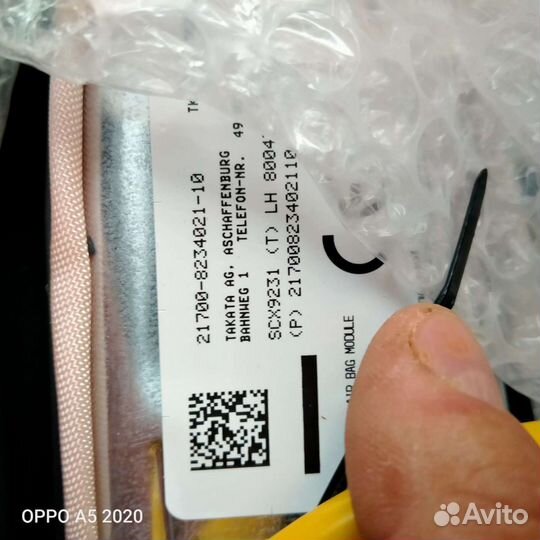 TK
21700-8234021-10
TAKATA AG, ASCHAFFENBURG
BAHNWEG 1 TELEFON-NR. 49
SCX9231 (T) LH 8004
(P) 21700823402110
AIR BAG MODULE
OPPO A5 2020
Avito